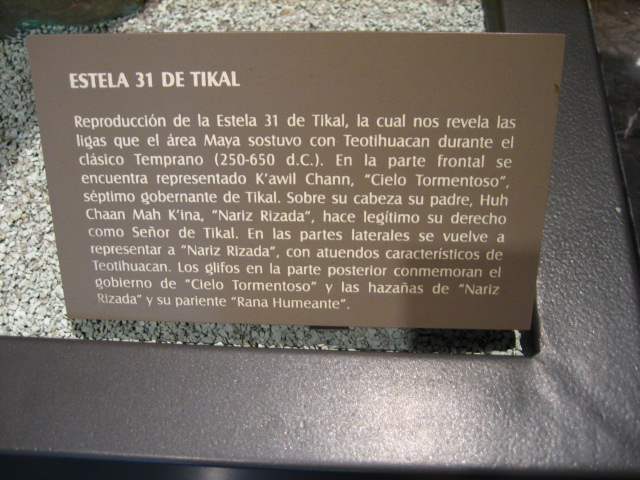 ESTELA 31 DE TIKAL
Reproducción de la Estela 31 de Tikal, la cual nos revela las
ligas que el área Maya sostuvo con Teotihuacan durante el
clásico Temprano (250-650 d.C.). En la parte frontal se
encuentra representado K'awil Chann, "Cielo Tormentoso",
séptimo gobernante de Tikal. Sobre su cabeza su padre, Huh
Chaan Mah K'ina, "Nariz Rizada", hace legítimo su derecho
como Señor de Tikal. En las partes laterales se vuelve a
representar a "Nariz Rizada", con atuendos característicos de
Teotihuacan. Los glifos en la parte posterior conmemoran el
gobierno de "Cielo Tormentoso" y las hazañas de "Nariz
Rizada" y su pariente "Rana Humeante".